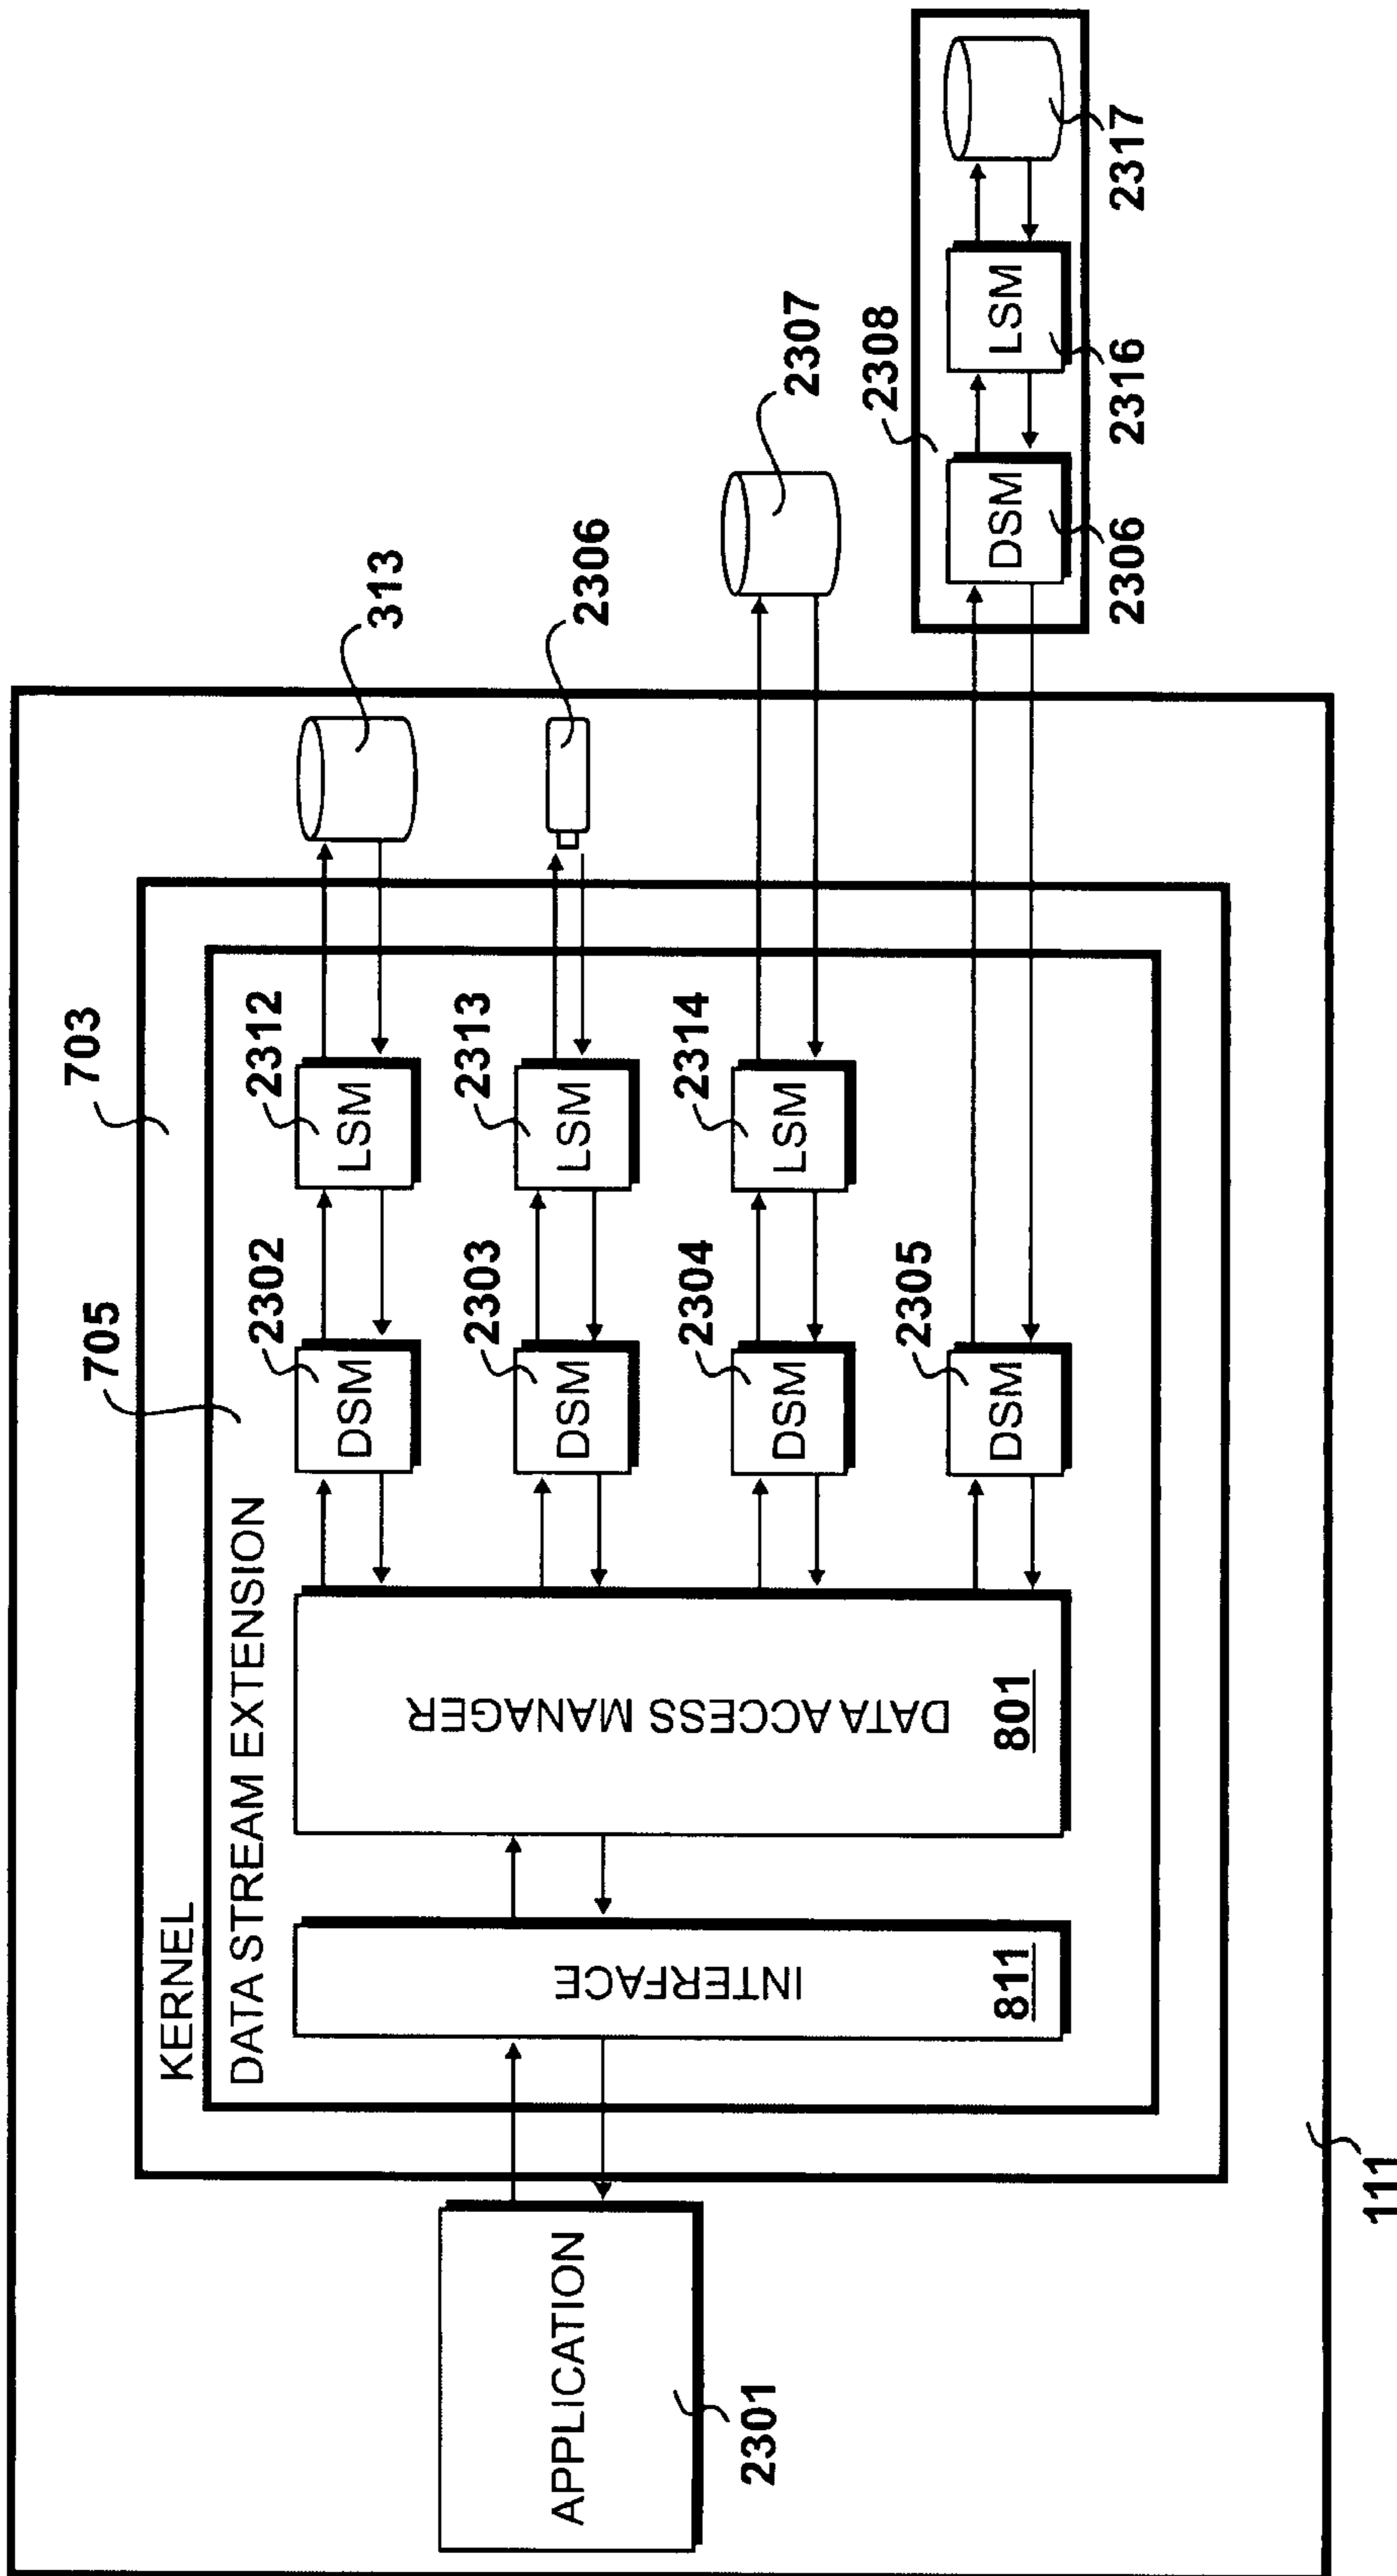 KERNEL
703
DATA STREAM EXTENSION
705
APPLICATION
2301
INTERFACE
811
DATA ACCESS MANAGER
801
DSM
2302
LSM
2312
313
DSM
2303
LSM
2313
2306
DSM
2304
LSM
2314
2307
DSM
2305
2308
DSM
2306
LSM
2316
2317
111